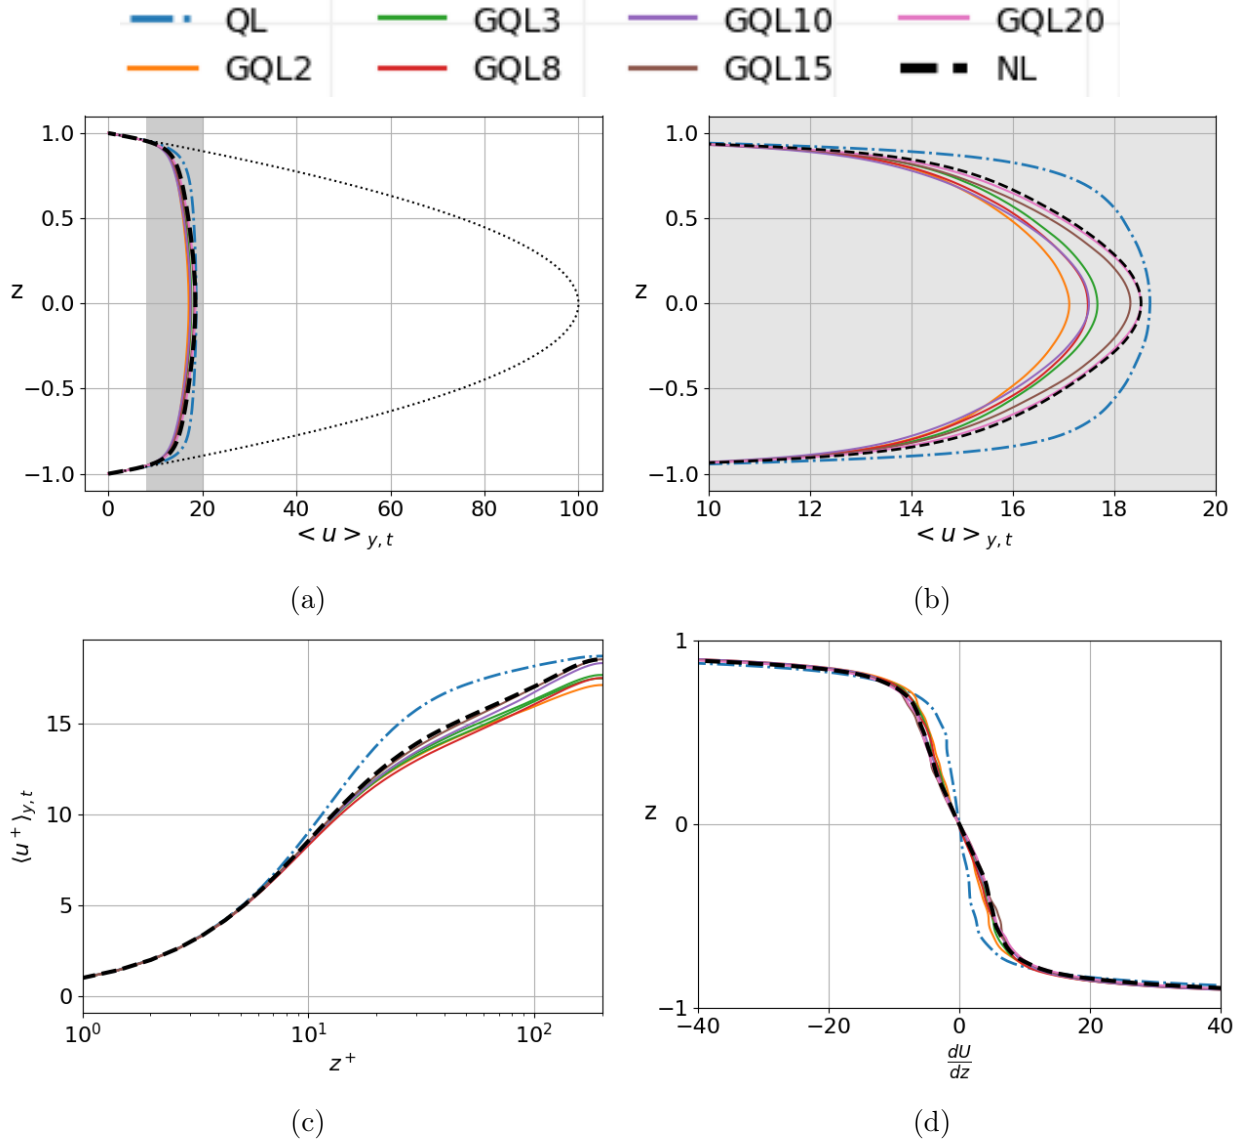 QL GQL3 GQL10 GQL20
GQL2 GQL8 GQL15 NL
1.0
0.5
0.0
−0.5
−1.0
z
0 20 40 60 80 100
< u >y, t
(a)
1.0
0.5
0.0
−0.5
−1.0
z
10 12 14 16 18 20
< u >y, t
(b)
15
10
5
0
⟨u⁺⟩y, t
10⁰ 10¹ 10²
z⁺
(c)
1
0
−1
z
−40 −20 0 20 40
dU
dz
(d)